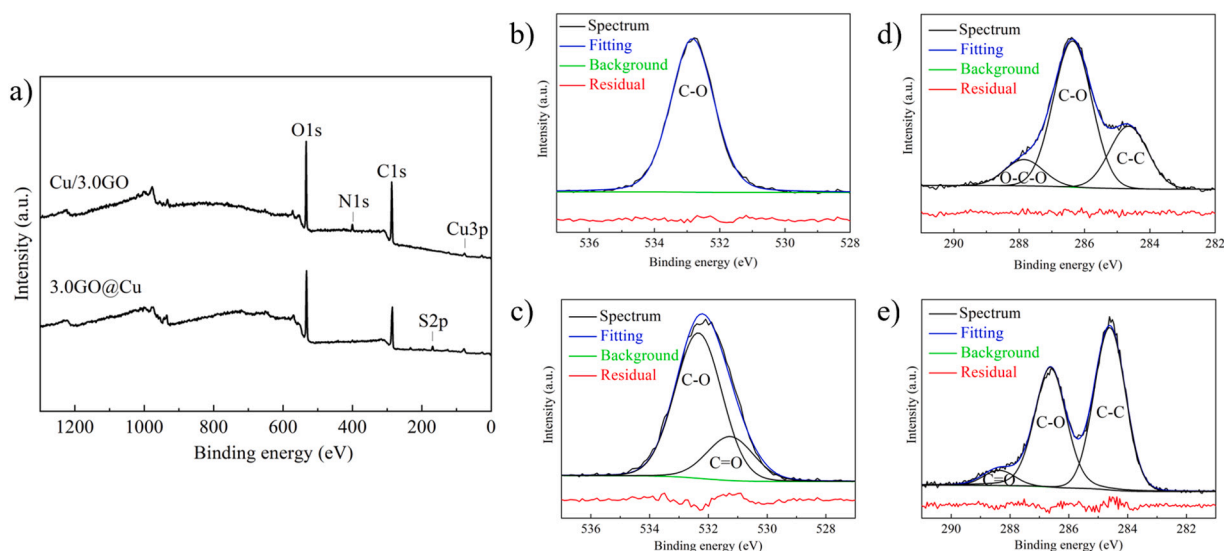 a)
Intensity (a.u.)
Cu/3.0GO
3.0GO@Cu
O1s
N1s
C1s
Cu3p
S2p
1200 1000 800 600 400 200 0
Binding energy (eV)
b)
Spectrum
Fitting
Background
Residual
C-O
Intensity (a.u.)
536 534 532 530 528
Binding energy (eV)
c)
Spectrum
Fitting
Background
Residual
C-O
C=O
Intensity (a.u.)
536 534 532 530 528
Binding energy (eV)
d)
Spectrum
Fitting
Background
Residual
C-O
C-C
O-C-O
Intensity (a.u.)
290 288 286 284 282
Binding energy (eV)
e)
Spectrum
Fitting
Background
Residual
C-O
C-C
C=O
Intensity (a.u.)
290 288 286 284 282
Binding energy (eV)